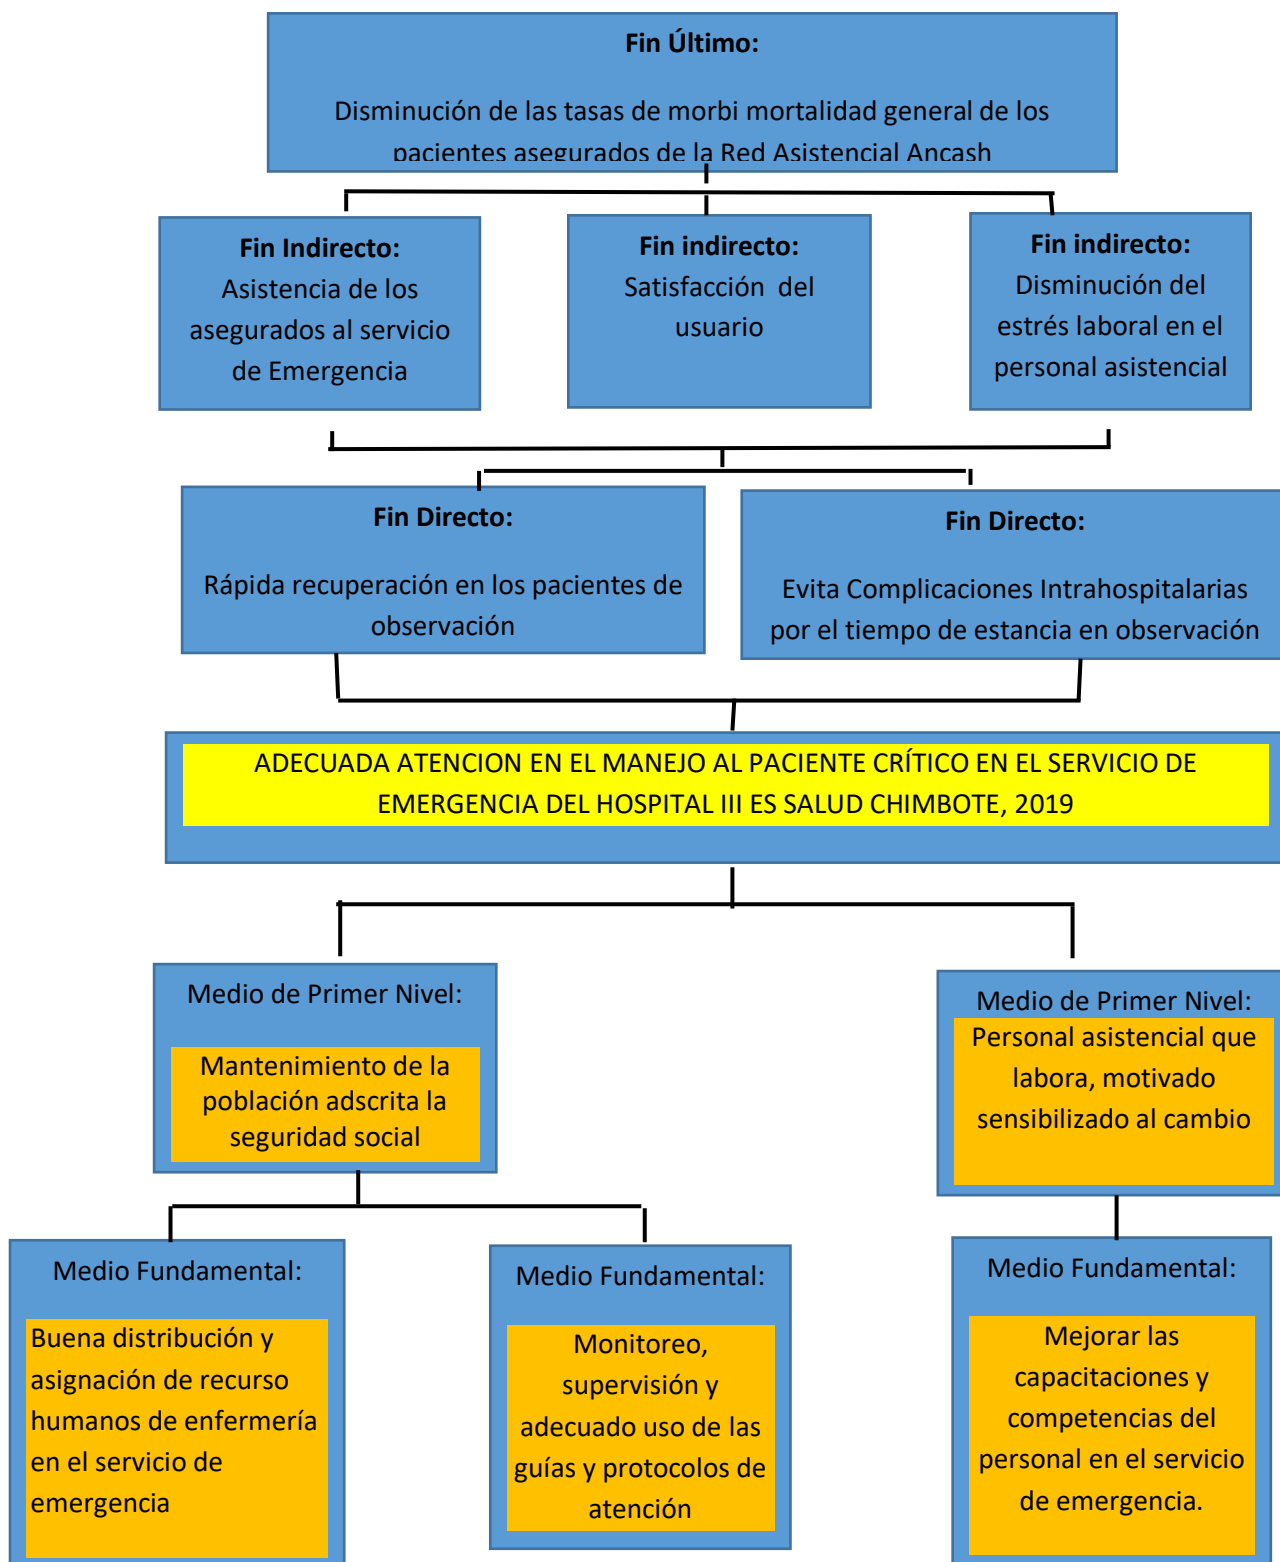 Fin Último:
Disminución de las tasas de morbi mortalidad general de los
pacientes asegurados de la Red Asistencial Ancash
Fin Indirecto:
Asistencia de los
asegurados al servicio
de Emergencia
Fin indirecto:
Satisfacción del
usuario
Fin indirecto:
Disminución del
estrés laboral en el
personal asistencial
Fin Directo:
Rápida recuperación en los pacientes de
observación
Fin Directo:
Evita Complicaciones Intrahospitalarias
por el tiempo de estancia en observación
ADECUADA ATENCION EN EL MANEJO AL PACIENTE CRÍTICO EN EL SERVICIO DE
EMERGENCIA DEL HOSPITAL III ES SALUD CHIMBOTE, 2019
Medio de Primer Nivel:
Mantenimiento de la
población adscrita la
seguridad social
Medio de Primer Nivel:
Personal asistencial que
labora, motivado
sensibilizado al cambio
Medio Fundamental:
Buena distribución y
asignación de recurso
humanos de enfermería
en el servicio de
emergencia
Medio Fundamental:
Monitoreo,
supervisión y
adecuado uso de las
guías y protocolos de
atención
Medio Fundamental:
Mejorar las
capacitaciones y
competencias del
personal en el servicio
de emergencia.